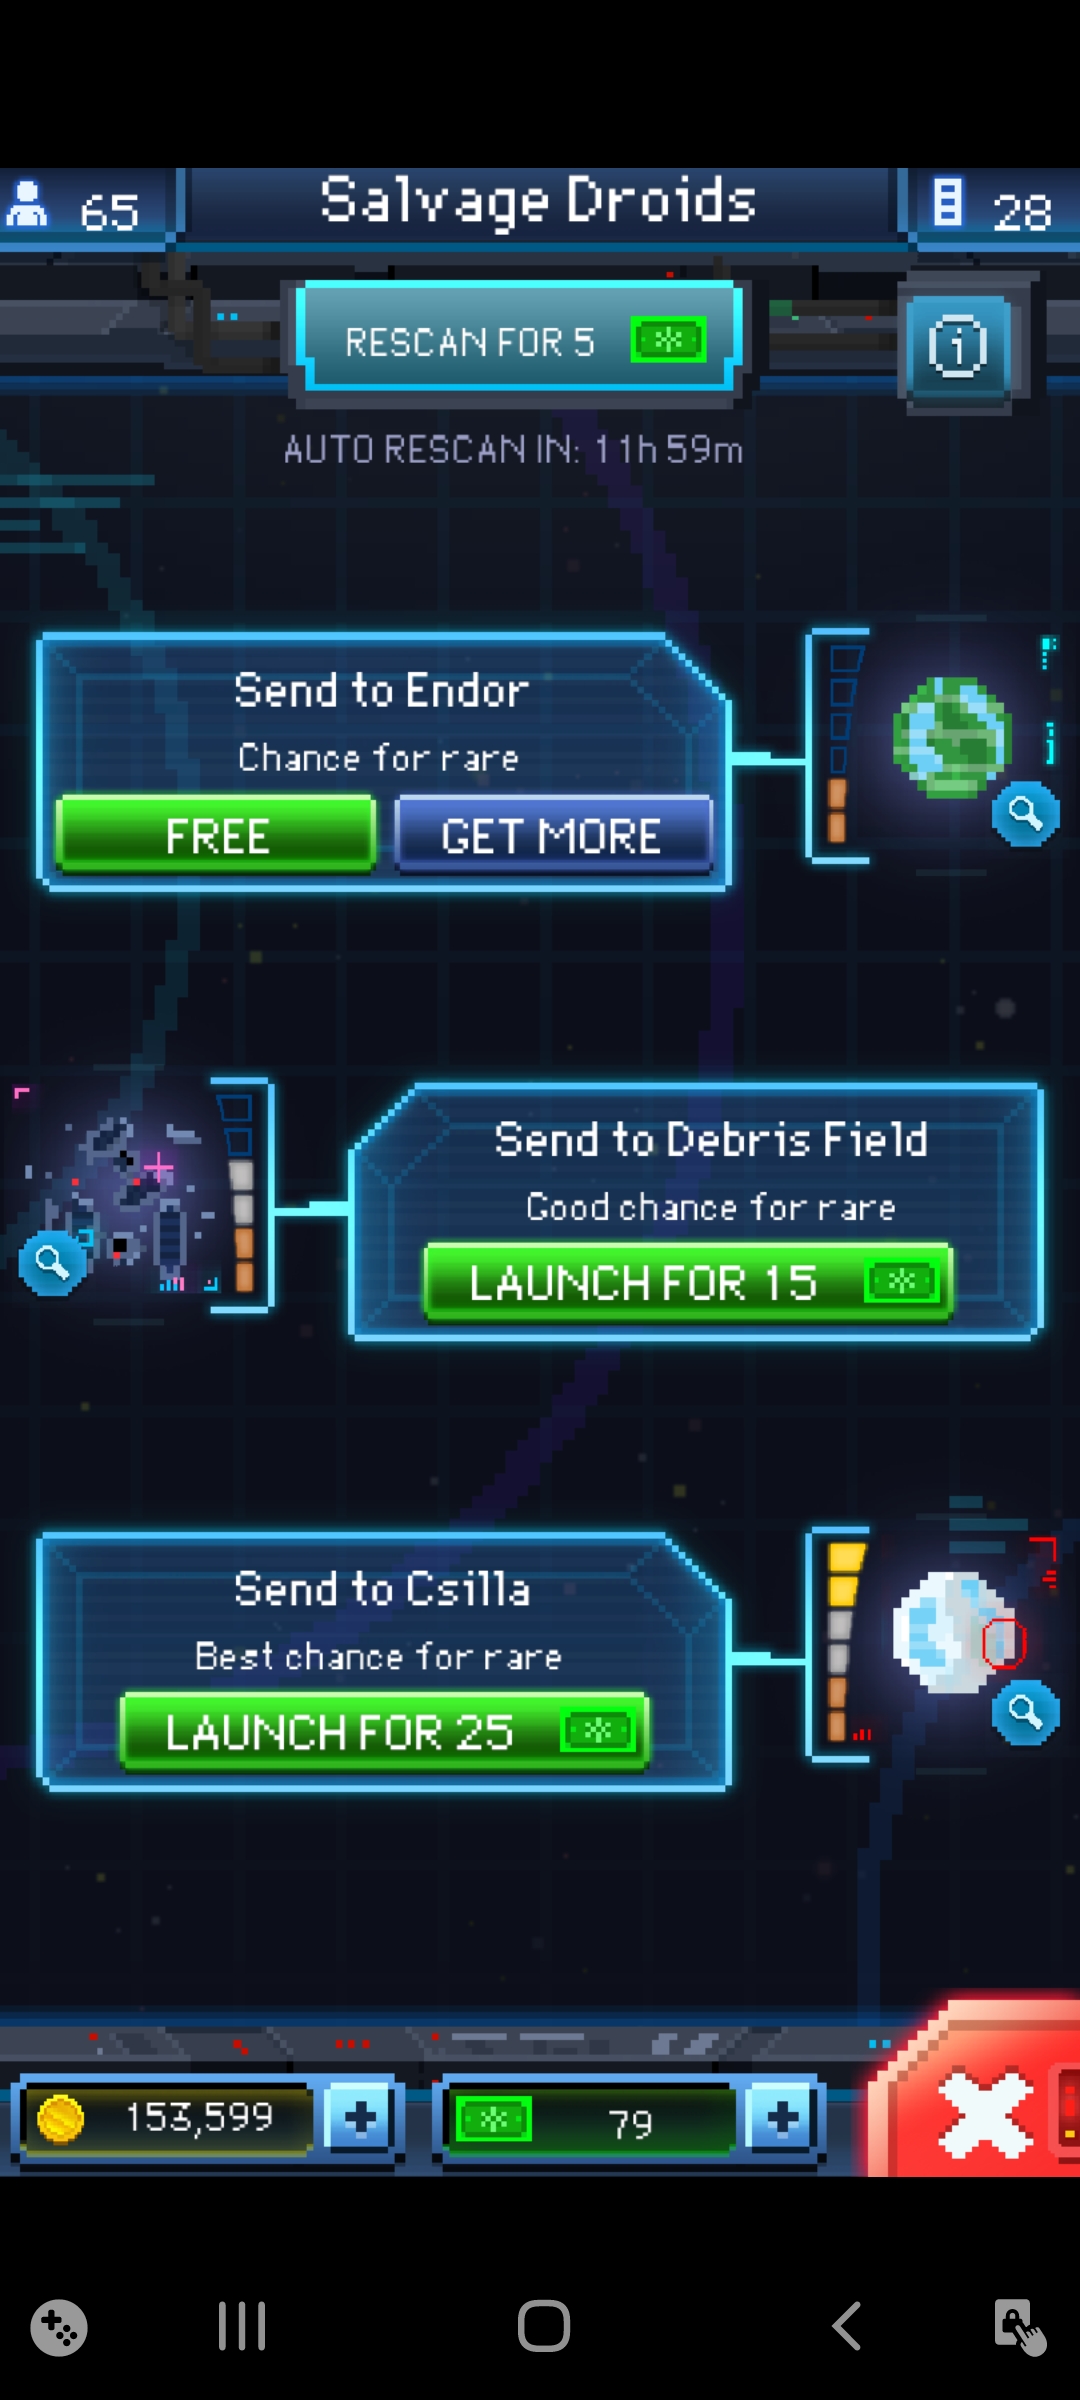 65
Salvage Droids
28
RESCAN FOR 5
AUTO RESCAN IN: 11h 59m
Send to Endor
Chance for rare
FREE
GET MORE
Send to Debris Field
Good chance for rare
LAUNCH FOR 15
Send to Csilla
Best chance for rare
LAUNCH FOR 25
153,599
79